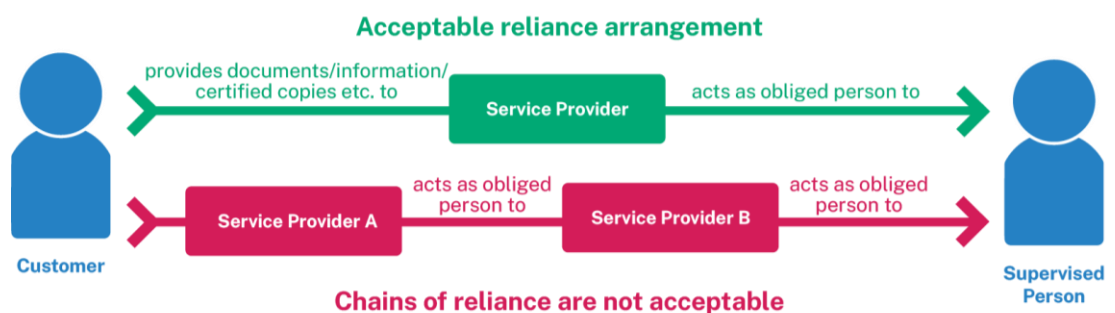 Acceptable reliance arrangement
provides documents/information/
certified copies etc. to
Service Provider
acts as obliged person to
acts as obliged
person to
acts as obliged
person to
Service Provider A
Service Provider B
Customer
Supervised
Person
Chains of reliance are not acceptable